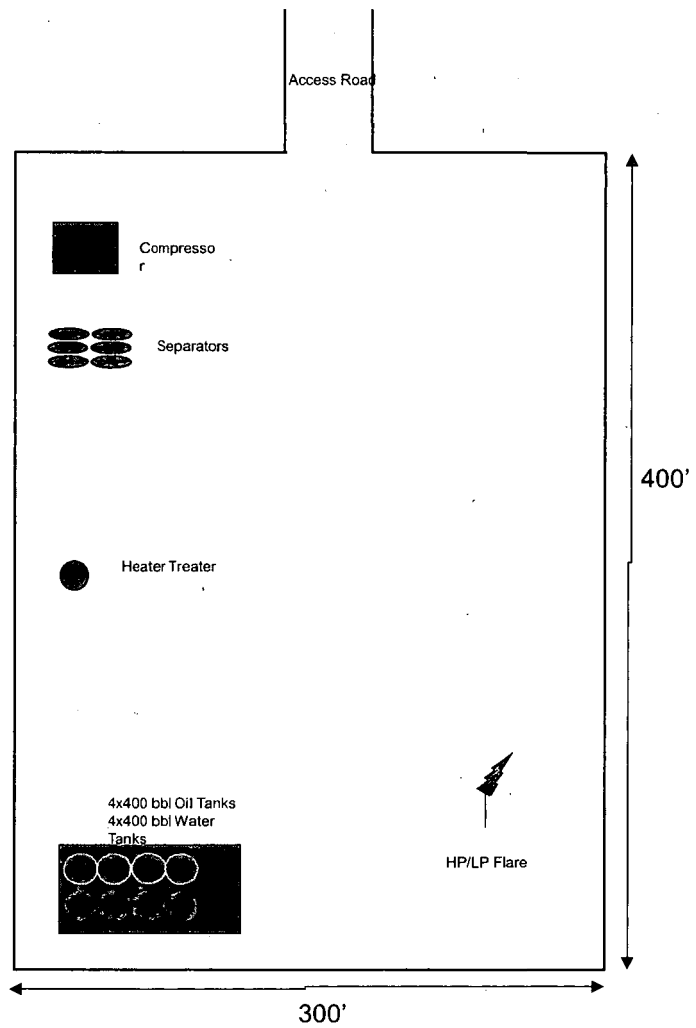 Access Road
Compresso
r
Separators
400'
Heater Treater
4x400 bbl Oil Tanks
4x400 bbl Water
Tanks
HP/LP Flare
300'